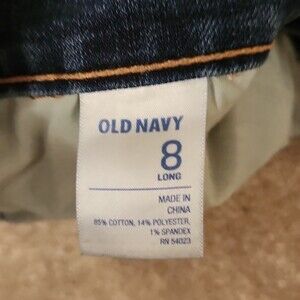 OLD NAVY
8
LONG
MADE IN
CHINA
85% COTTON, 14% POLYESTER,
1% SPANDEX
RN 54023